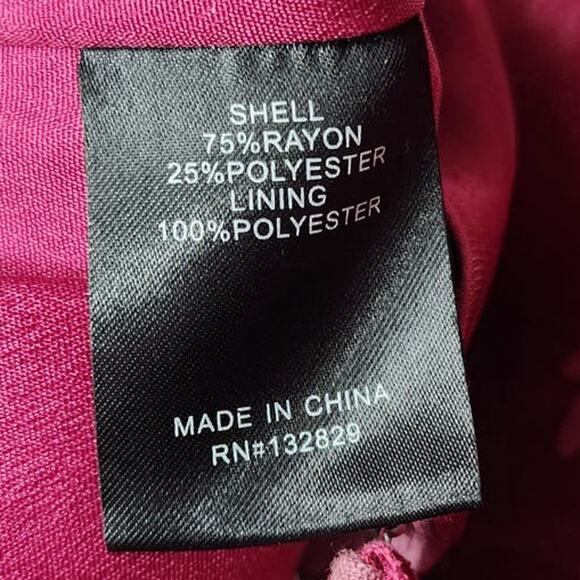 SHELL
75%RAYON
25%POLYESTER
LINING
100%POLYESTER
MADE IN CHINA
RN#132829